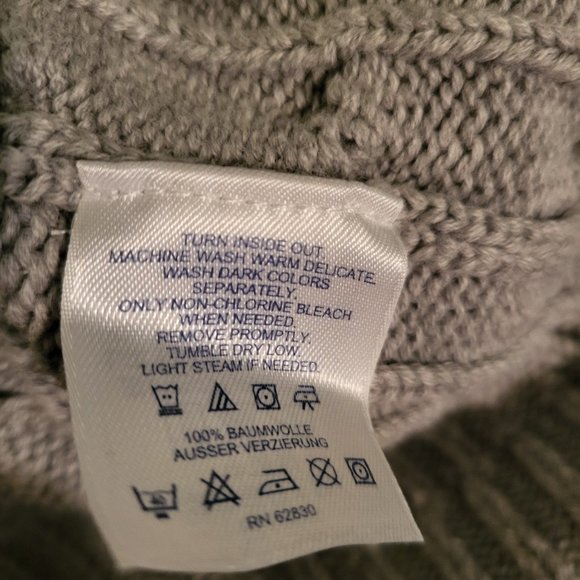 TURN INSIDE OUT.
MACHINE WASH WARM DELICATE.
WASH DARK COLORS
SEPARATELY.
ONLY NON-CHLORINE BLEACH
WHEN NEEDED.
REMOVE PROMPTLY.
TUMBLE DRY LOW.
LIGHT STEAM IF NEEDED.
100% BAUMWOLLE
AUSSER VERZIERUNG
40
RN 62830